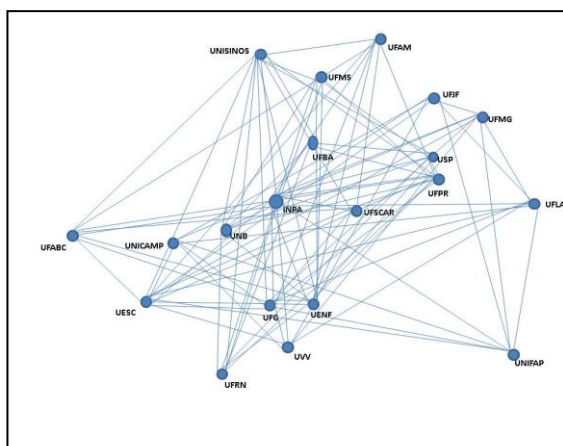 UFAM
UNISINOS
UFMS
UFJF
UFMG
UFBA
USP
UFPR
INPA
UFSCAR
UFLA
UFABC
UNICAMP
UNB
UESC
UFG
UENF
UVV
UNIFAP
UFRN